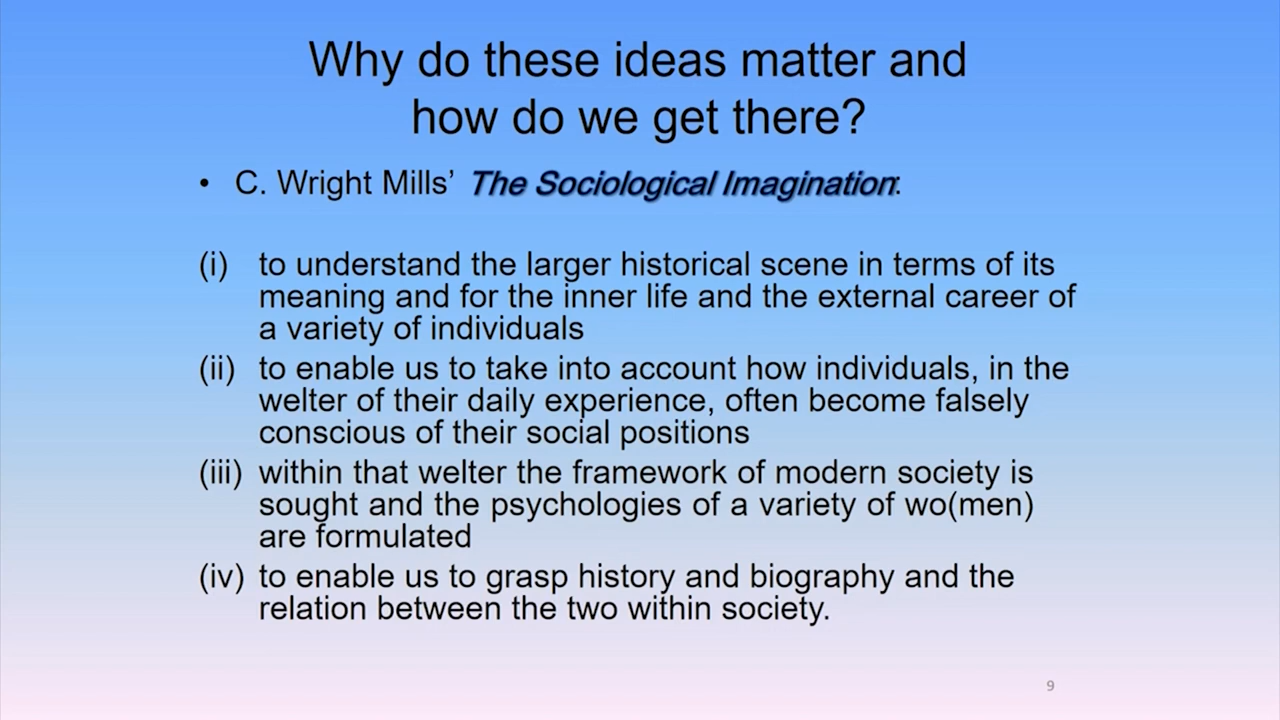 Why do these ideas matter and
how do we get there?
• C. Wright Mills’ The Sociological Imagination:
(i) to understand the larger historical scene in terms of its
meaning and for the inner life and the external career of
a variety of individuals
(ii) to enable us to take into account how individuals, in the
welter of their daily experience, often become falsely
conscious of their social positions
(iii) within that welter the framework of modern society is
sought and the psychologies of a variety of wo(men)
are formulated
(iv) to enable us to grasp history and biography and the
relation between the two within society.
9